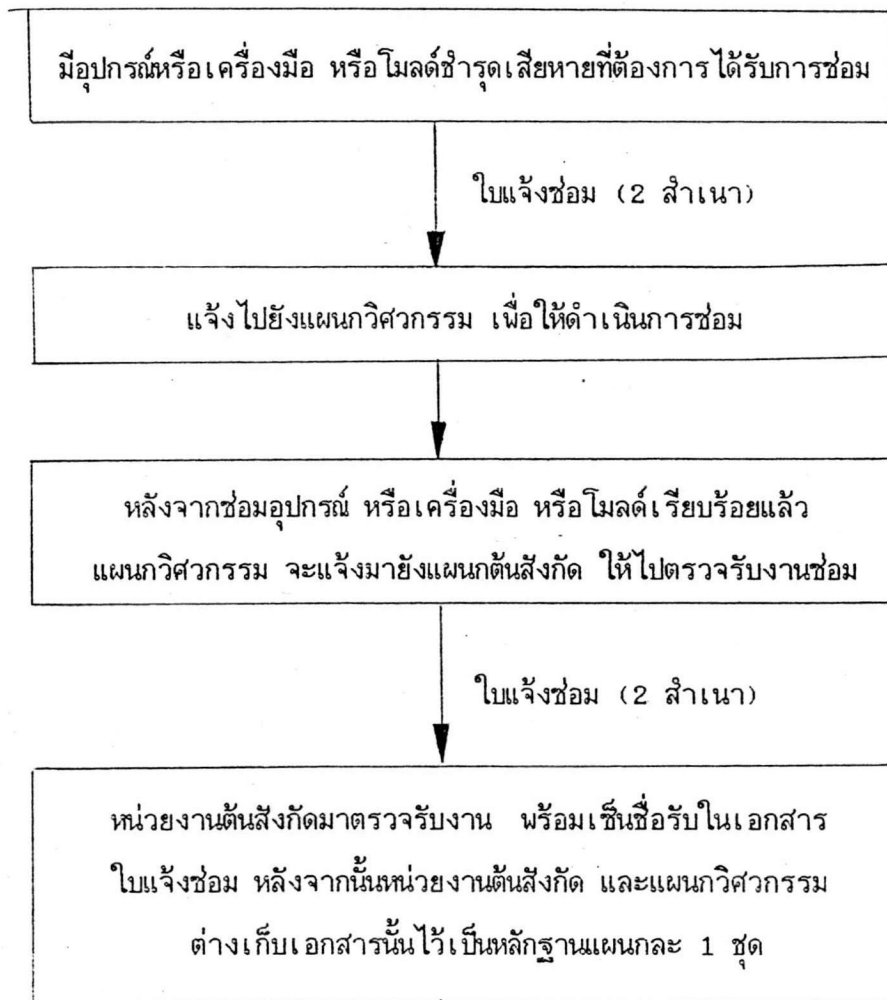 มีอุปกรณ์หรือเครื่องมือ หรือโมลด์ชำรุดเสียหายที่ต้องการได้รับการซ่อม
ใบแจ้งซ่อม (2 สำเนา)
แจ้งไปยังแผนกวิศวกรรม เพื่อให้ดำเนินการซ่อม
หลังจากซ่อมอุปกรณ์ หรือเครื่องมือ หรือโมลด์เรียบร้อยแล้ว
แผนกวิศวกรรม จะแจ้งมายังแผนกต้นสังกัด ให้ไปตรวจรับงานซ่อม
ใบแจ้งซ่อม (2 สำเนา)
หน่วยงานต้นสังกัดมาตรวจรับงาน พร้อมเซ็นชื่อรับในเอกสาร
ใบแจ้งซ่อม หลังจากนั้นหน่วยงานต้นสังกัด และแผนกวิศวกรรม
ต่างเก็บเอกสารนั้นไว้เป็นหลักฐานแผนกละ 1 ชุด